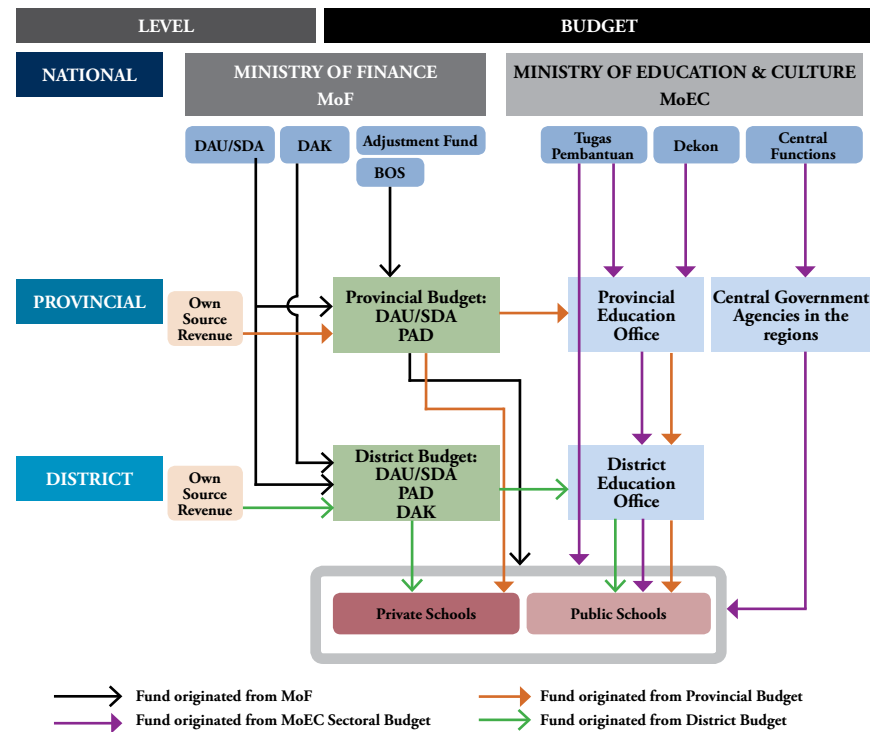 LEVEL
BUDGET
NATIONAL
MINISTRY OF FINANCE
MoF
MINISTRY OF EDUCATION & CULTURE
MoEC
DAU/SDA
DAK
Adjustment Fund
BOS
Tugas
Pembantuan
Dekon
Central
Functions
PROVINCIAL
Own
Source
Revenue
Provincial Budget:
DAU/SDA
PAD
Provincial
Education
Office
Central Government
Agencies in the
regions
DISTRICT
Own
Source
Revenue
District Budget:
DAU/SDA
PAD
DAK
District
Education
Office
Private Schools
Public Schools
Fund originated from MoF
Fund originated from Provincial Budget
Fund originated from MoEC Sectoral Budget
Fund originated from District Budget